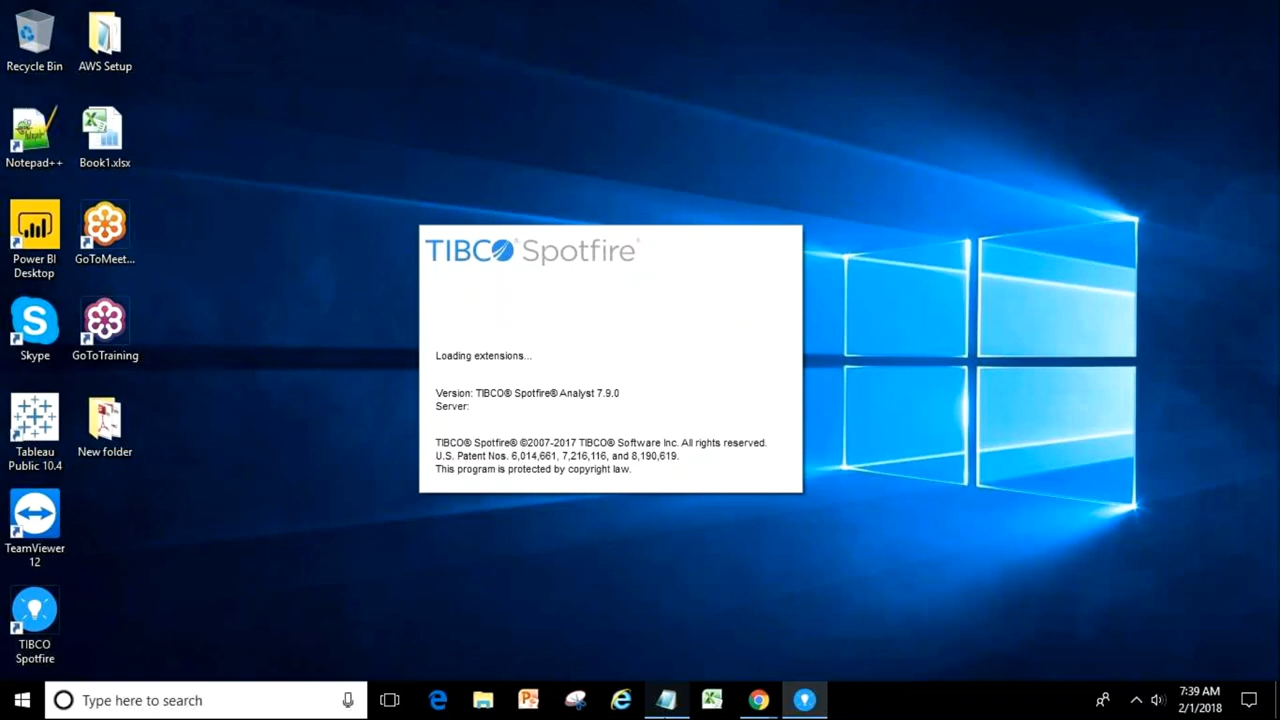 Recycle Bin
AWS Setup
Notepad++
Book1.xlsx
Power BI
Desktop
GoToMeet...
Skype
GoToTraining
Tableau
Public 10.4
New folder
TeamViewer
12
TIBCO
Spotfire
TIBCO® Spotfire®
Loading extensions...
Version: TIBCO® Spotfire® Analyst 7.9.0
Server:
TIBCO® Spotfire® ©2007-2017 TIBCO® Software Inc. All rights reserved.
U.S. Patent Nos. 6,014,661, 7,216,116, and 8,190,619.
This program is protected by copyright law.
Type here to search
7:39 AM
2/1/2018